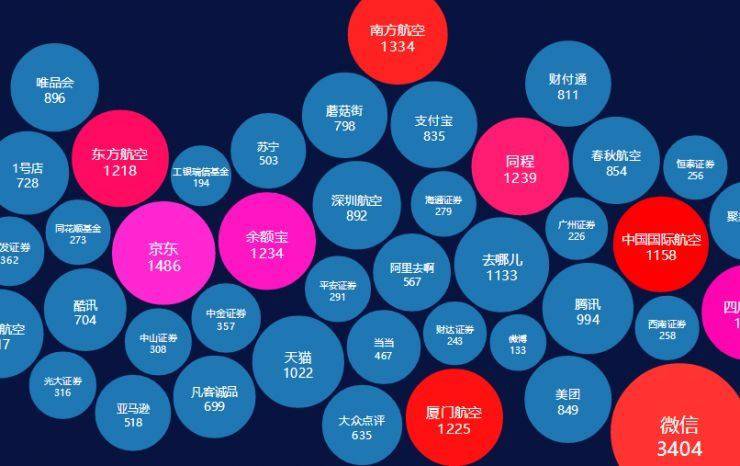 南方航空
1334
唯品会
896
财付通
811
蘑菇街
798
支付宝
835
东方航空
1218
苏宁
503
同程
1239
春秋航空
854
恒泰证券
256
1号店
728
工银瑞信基金
194
深圳航空
892
海通证券
279
同花顺基金
273
广州证券
226
发证券
362
京东
1486
余额宝
1234
中国国际航空
1158
去哪儿
1133
阿里去啊
567
平安证券
291
酷讯
704
中金证券
357
腾讯
994
四川
1
航空
17
中山证券
308
财达证券
243
西南证券
258
当当
467
微博
133
天猫
1022
光大证券
316
凡客诚品
699
美团
849
亚马逊
518
大众点评
635
厦门航空
1225
微信
3404